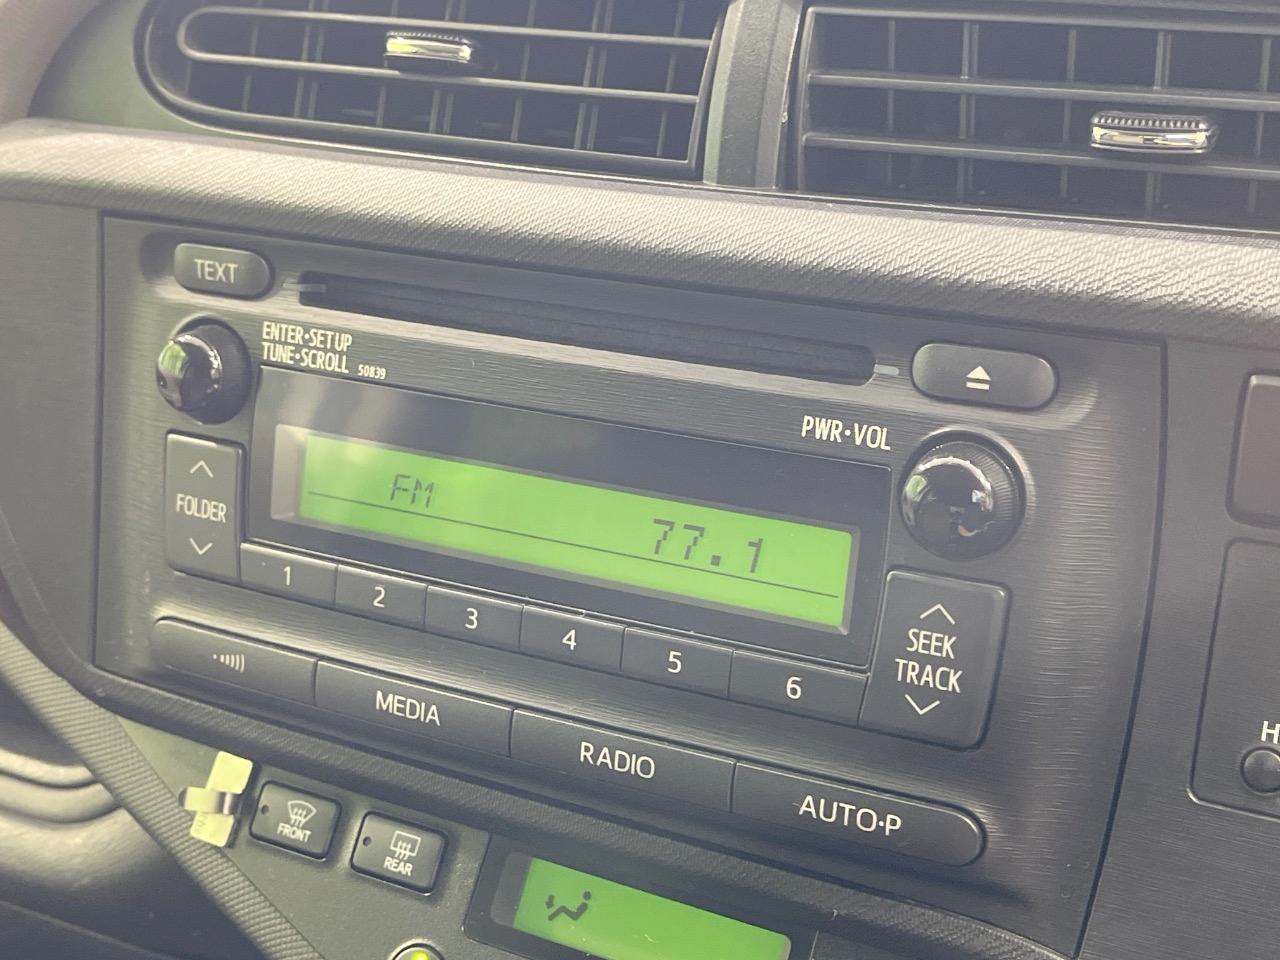 TEXT
ENTER•SETUP
TUNE•SCROLL 50839
PWR•VOL
FOLDER
FM
77.1
1 2 3 4 5 6
SEEK
TRACK
MEDIA
RADIO
AUTO•P
FRONT
REAR
H